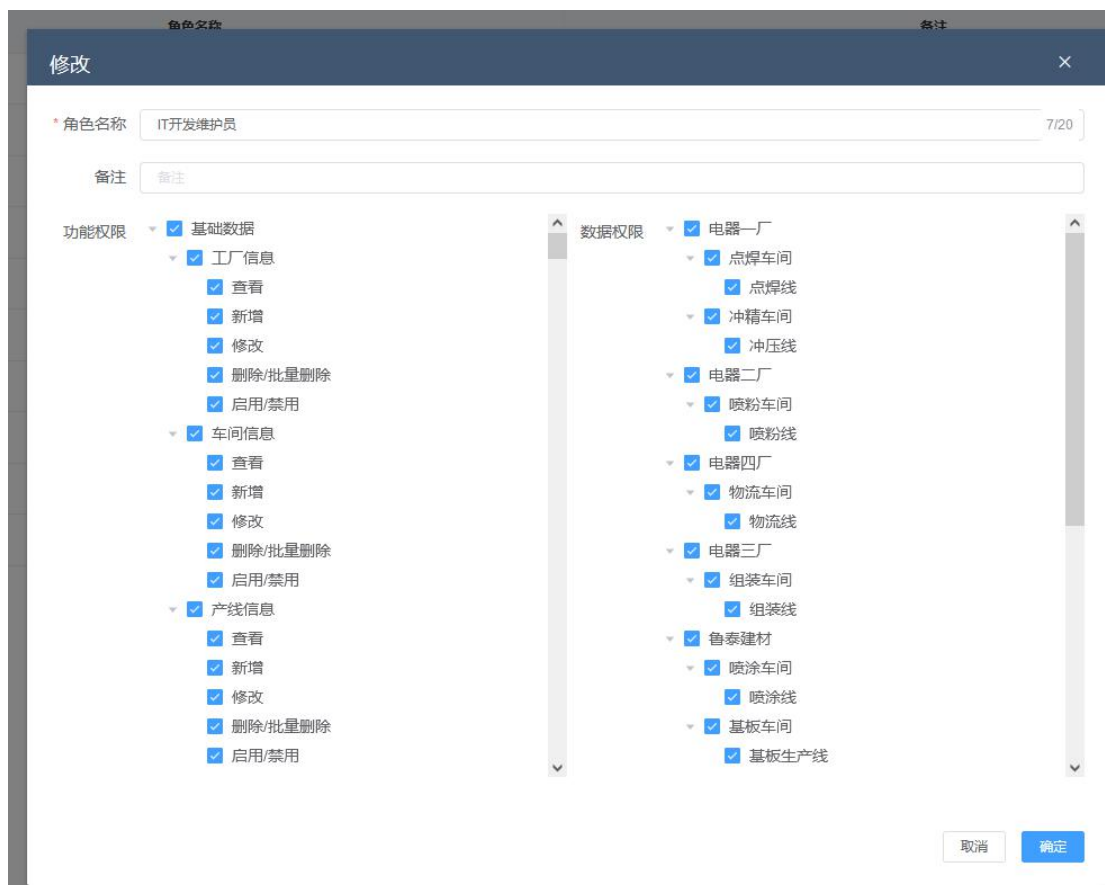 角色名称 备注
修改
* 角色名称 IT开发维护员 7/20
备注 备注
功能权限
基础数据
工厂信息
查看
新增
修改
删除/批量删除
启用/禁用
车间信息
查看
新增
修改
删除/批量删除
启用/禁用
产线信息
查看
新增
修改
删除/批量删除
启用/禁用
数据权限
电器一厂
点焊车间
点焊线
冲精车间
冲压线
电器二厂
喷粉车间
喷粉线
电器四厂
物流车间
物流线
电器三厂
组装车间
组装线
鲁泰建材
喷涂车间
喷涂线
基板车间
基板生产线
取消 确定